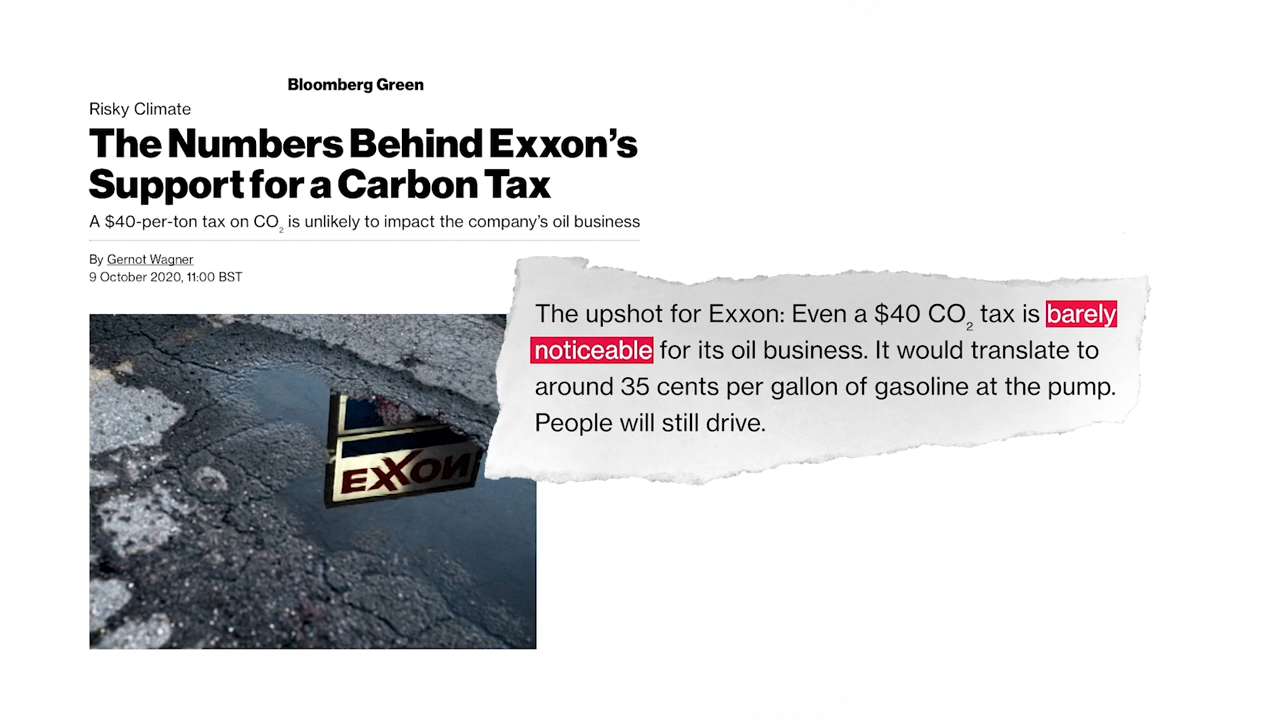 Bloomberg Green
Risky Climate
The Numbers Behind Exxon’s
Support for a Carbon Tax
A $40-per-ton tax on CO₂ is unlikely to impact the company’s oil business
By Gernot Wagner
9 October 2020, 11:00 BST
The upshot for Exxon: Even a $40 CO₂ tax is barely
noticeable for its oil business. It would translate to
around 35 cents per gallon of gasoline at the pump.
People will still drive.
EXXON